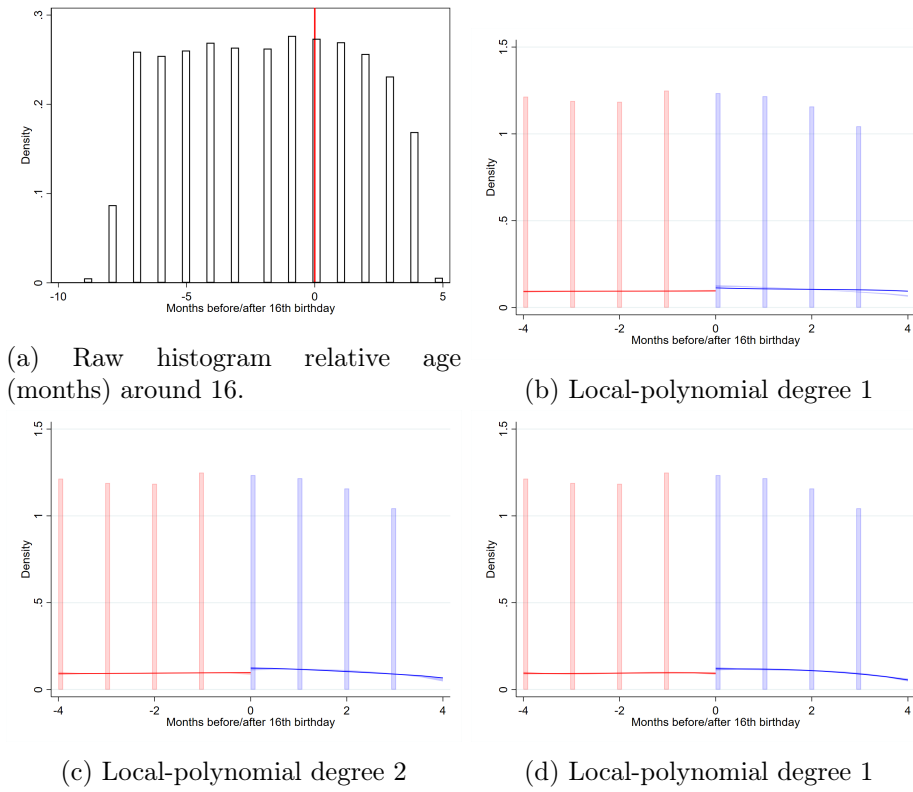 Density
.3
.2
.1
0
-10
-5
0
5
Months before/after 16th birthday
(a) Raw histogram relative age
(months) around 16.
Density
1.5
1
.5
0
-4
-2
0
2
4
Months before/after 16th birthday
(b) Local-polynomial degree 1
Density
1.5
1
.5
0
-4
-2
0
2
4
Months before/after 16th birthday
(c) Local-polynomial degree 2
Density
1.5
1
.5
0
-4
-2
0
2
4
Months before/after 16th birthday
(d) Local-polynomial degree 1